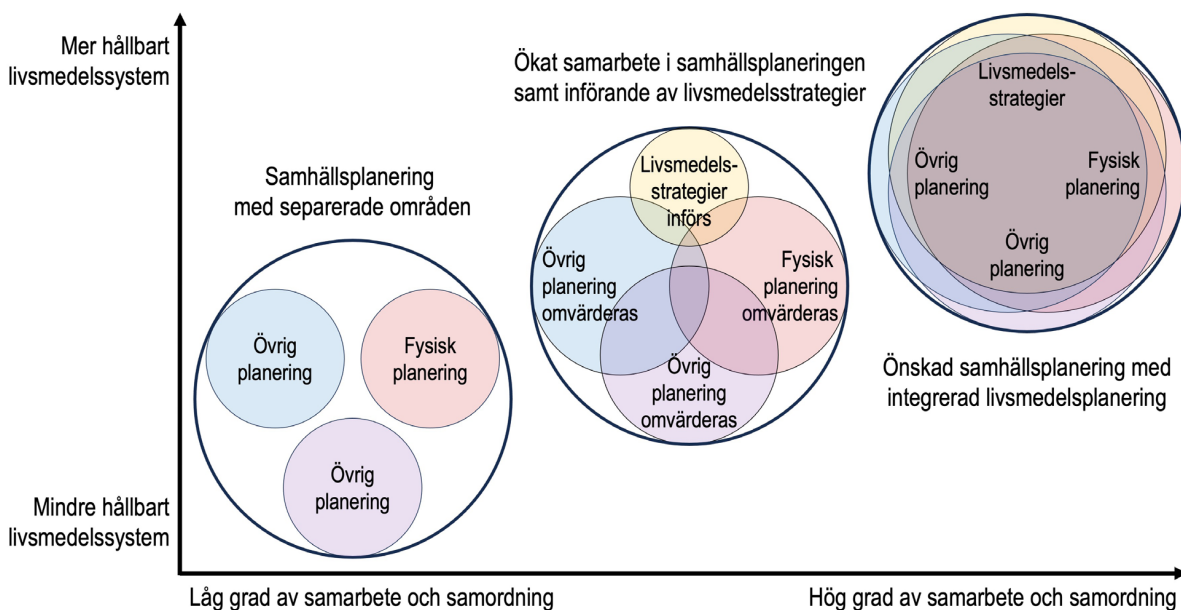 Mer hållbart
livsmedelssystem
Mindre hållbart
livsmedelssystem
Samhällsplanering
med separerade områden
Övrig
planering
Fysisk
planering
Övrig
planering
Ökat samarbete i samhällsplaneringen
samt införande av livsmedelsstrategier
Livsmedels-
strategier
införs
Övrig
planering
omvärderas
Fysisk
planering
omvärderas
Övrig
planering
omvärderas
Livsmedels-
strategier
Övrig
planering
Fysisk
planering
Övrig
planering
Önskad samhällsplanering med
integrerad livsmedelsplanering
Låg grad av samarbete och samordning
Hög grad av samarbete och samordning